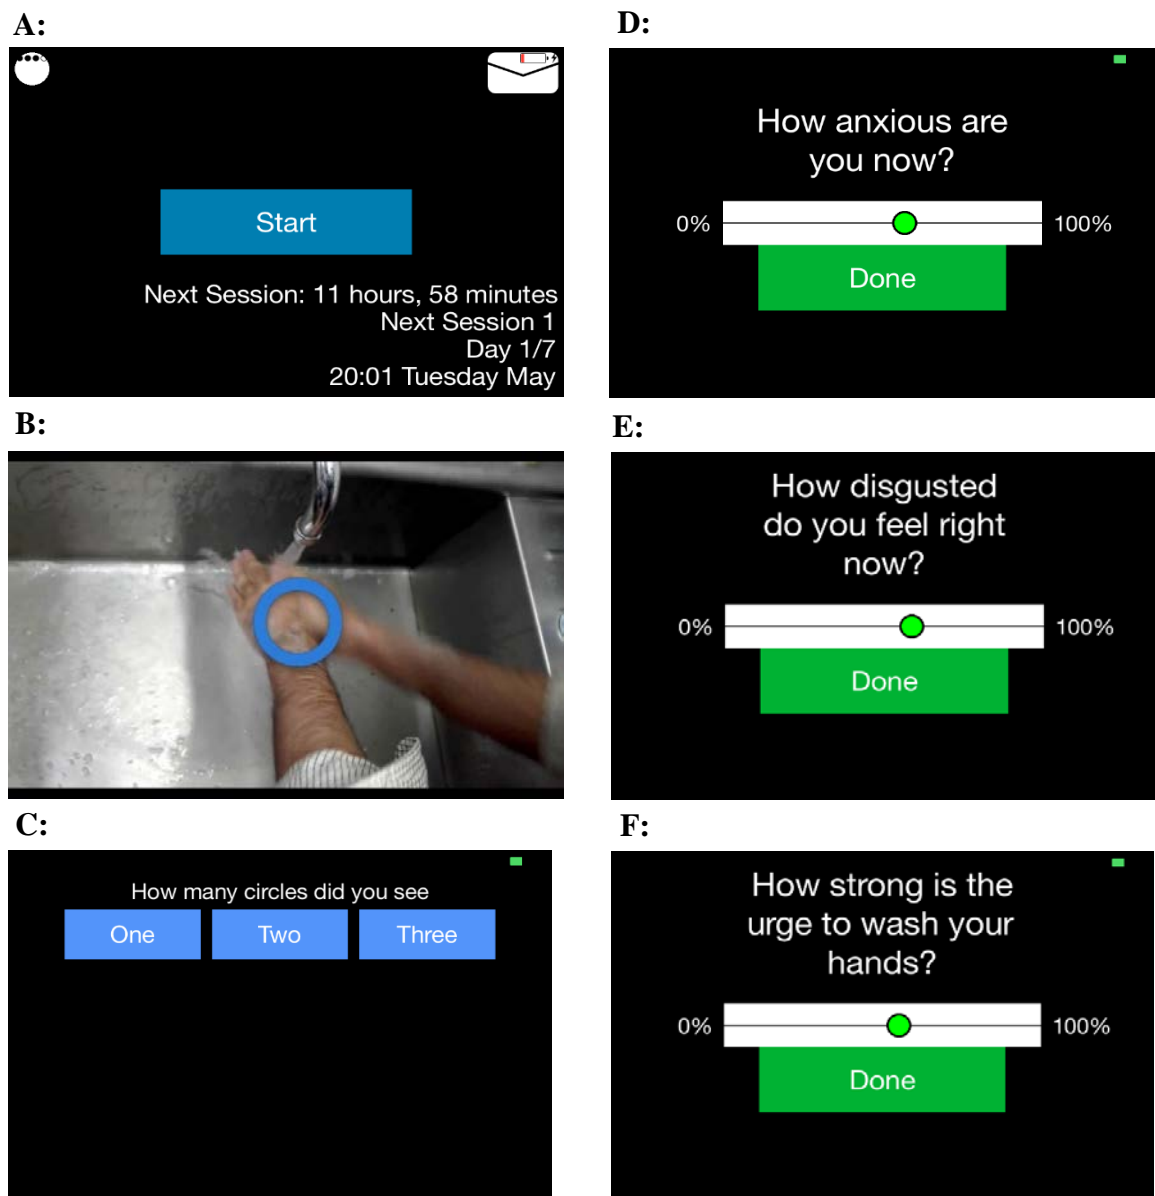 A:
Start
Next Session: 11 hours, 58 minutes
Next Session 1
Day 1/7
20:01 Tuesday May
B:
C:
How many circles did you see
One Two Three
D:
How anxious are
you now?
0% 100%
Done
E:
How disgusted
do you feel right
now?
0% 100%
Done
F:
How strong is the
urge to wash your
hands?
0% 100%
Done